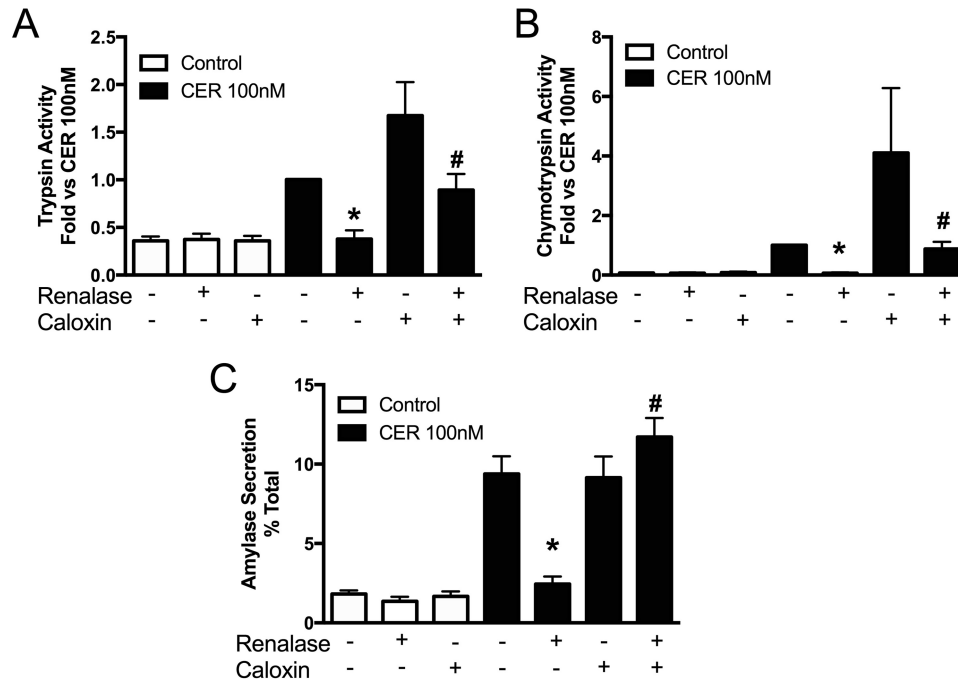 A
Trypsin Activity
Fold vs CER 100nM
2.5
2.0
1.5
1.0
0.5
0.0
Control
CER 100nM
*
#
Renalase - + - - + - +
Caloxin - - + - - + +
B
Chymotrypsin Activity
Fold vs CER 100nM
8
6
4
2
0
Control
CER 100nM
*
#
- + - - + - +
- - + - - + +
C
Amylase Secretion
% Total
15
10
5
0
Control
CER 100nM
*
#
Renalase - + - - + - +
Caloxin - - + - - + +